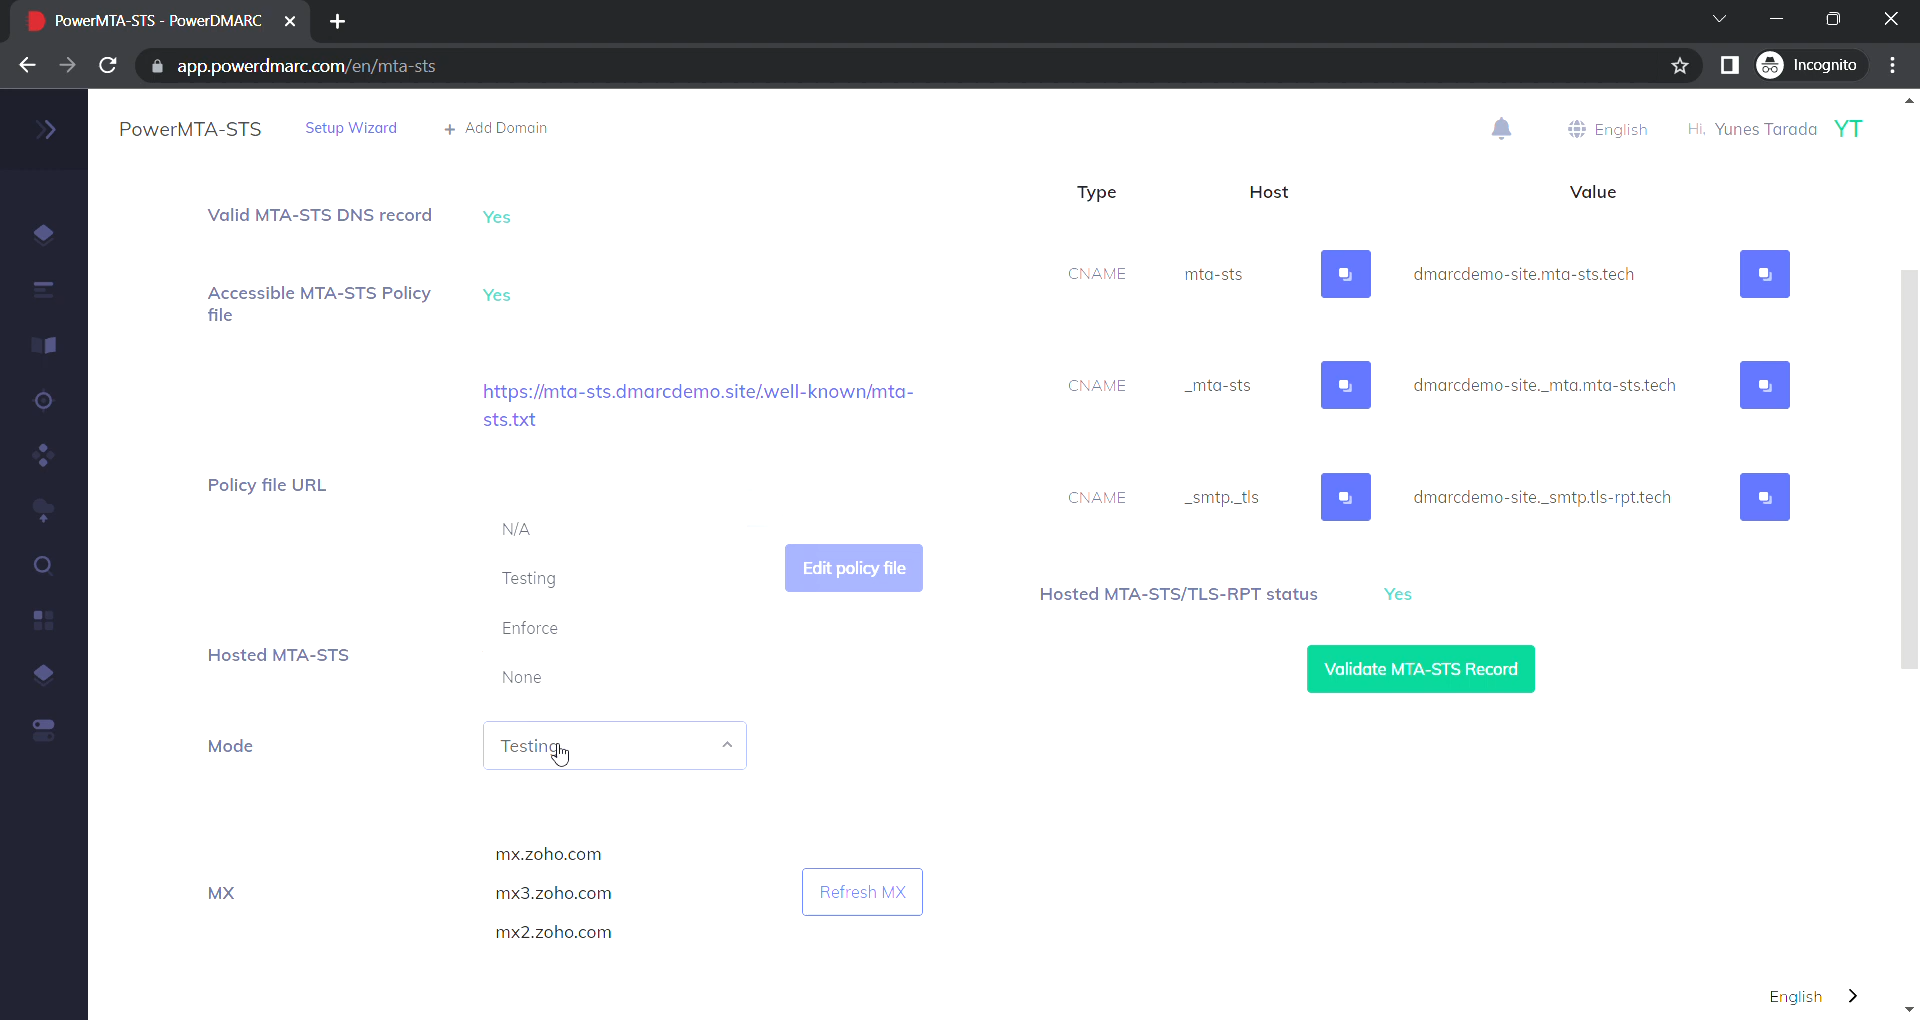 PowerMTA-STS - PowerDMARC
app.powerdmarc.com/en/mta-sts
Incognito
PowerMTA-STS
Setup Wizard
+ Add Domain
English
Hi, Yunes Tarada
YT
Valid MTA-STS DNS record
Yes
Accessible MTA-STS Policy
file
Yes
https://mta-sts.dmarcdemo.site/.well-known/mta-
sts.txt
Policy file URL
N/A
Testing
Enforce
None
Edit policy file
Hosted MTA-STS
Mode
Testing
MX
mx.zoho.com
mx3.zoho.com
mx2.zoho.com
Refresh MX
Type Host Value
CNAME mta-sts dmarcdemo-site.mta-sts.tech
CNAME _mta-sts dmarcdemo-site._mta.mta-sts.tech
CNAME _smtp._tls dmarcdemo-site._smtp.tls-rpt.tech
Hosted MTA-STS/TLS-RPT status
Yes
Validate MTA-STS Record
English